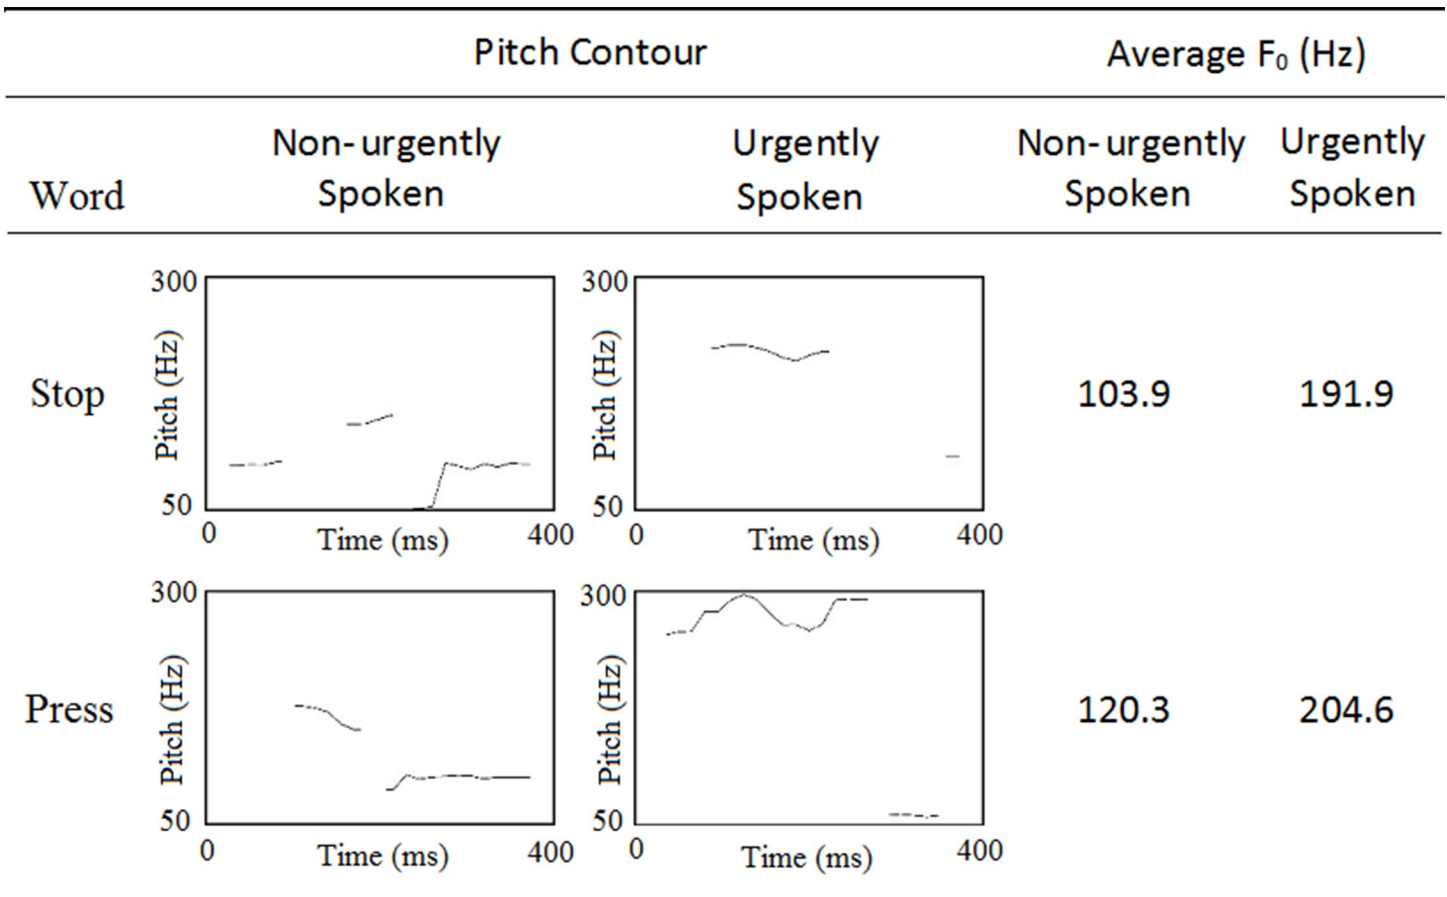 Pitch Contour Average F₀ (Hz)
Word Non-urgently Spoken Urgently Spoken Non-urgently Spoken Urgently Spoken
Stop
300
Pitch (Hz)
50
0 Time (ms) 400
300
Pitch (Hz)
50
0 Time (ms) 400
103.9 191.9
Press
300
Pitch (Hz)
50
0 Time (ms) 400
300
Pitch (Hz)
50
0 Time (ms) 400
120.3 204.6